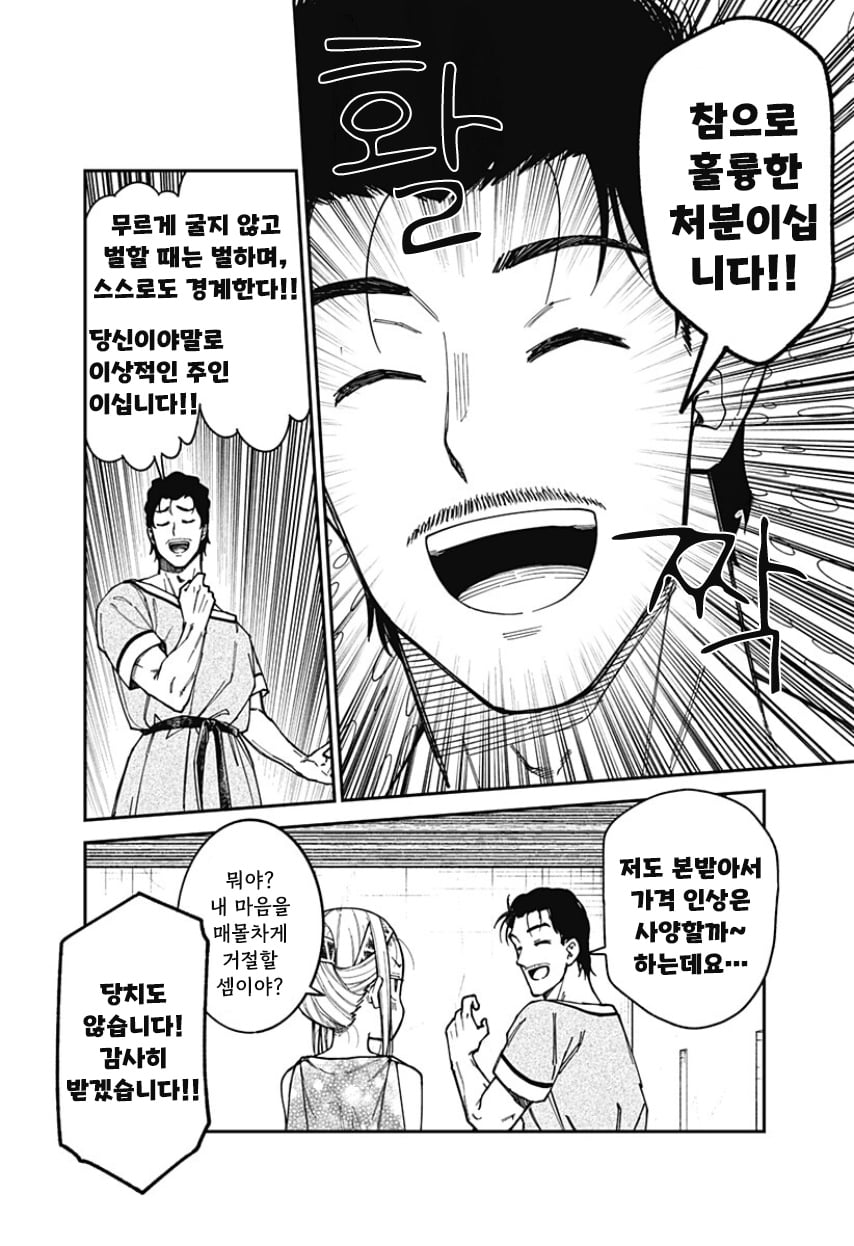 참으로
훌륭한
처분이십
니다!!
활
짝
무르게 굴지 않고
벌할 때는 벌하며,
스스로도 경계한다!!
당신이야말로
이상적인 주인
이십니다!!
저도 본받아서
가격 인상은
사양할까~
하는데요…
뭐야?
내 마음을
매몰차게
거절할
셈이야?
당치도
않습니다!
감사히
받겠습니다!!